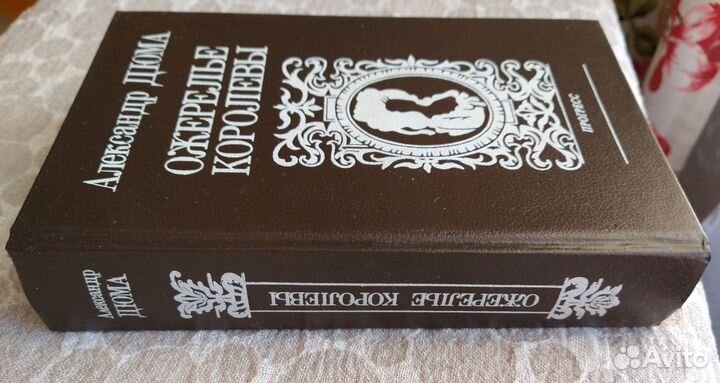 Александр ДЮМА
ОЖЕРЕЛЬЕ
КОРОЛЕВЫ
ПРОГРЕСС
Александр
ДЮМА
ОЖЕРЕЛЬЕ КОРОЛЕВЫ
Avito